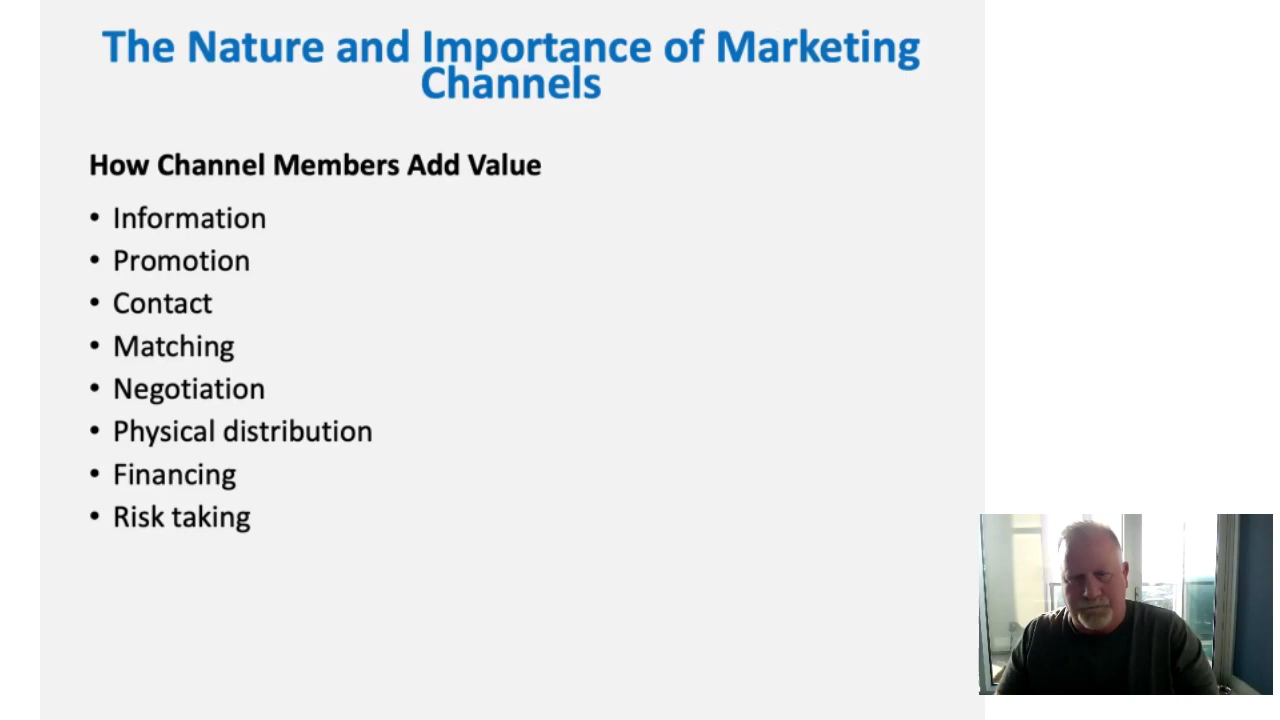 The Nature and Importance of Marketing
Channels
How Channel Members Add Value
• Information
• Promotion
• Contact
• Matching
• Negotiation
• Physical distribution
• Financing
• Risk taking